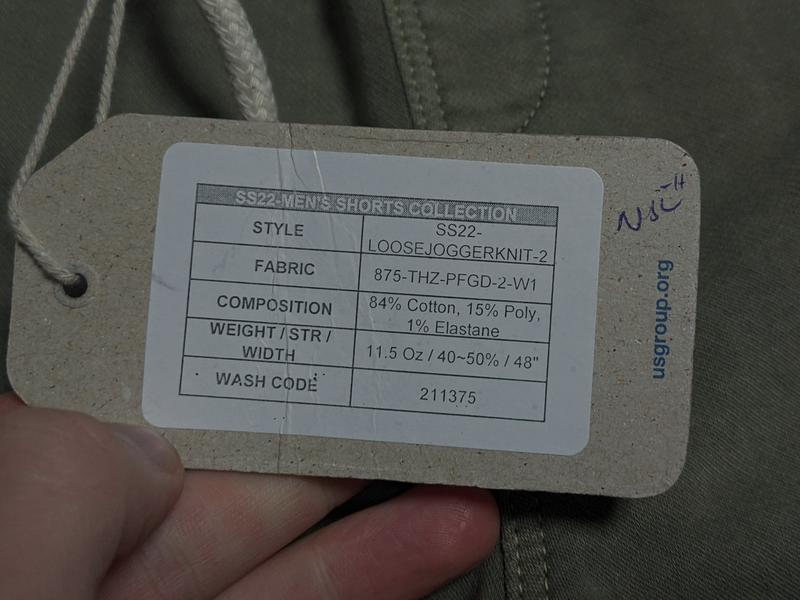 SS22-MEN'S SHORTS COLLECTION
STYLE
SS22-
LOOSEJOGGERKNIT-2
FABRIC
875-THZ-PFGD-2-W1
COMPOSITION
84% Cotton, 15% Poly,
1% Elastane
WEIGHT / STR /
WIDTH
11.5 Oz / 40~50% / 48"
WASH CODE
211375
usgroup.org